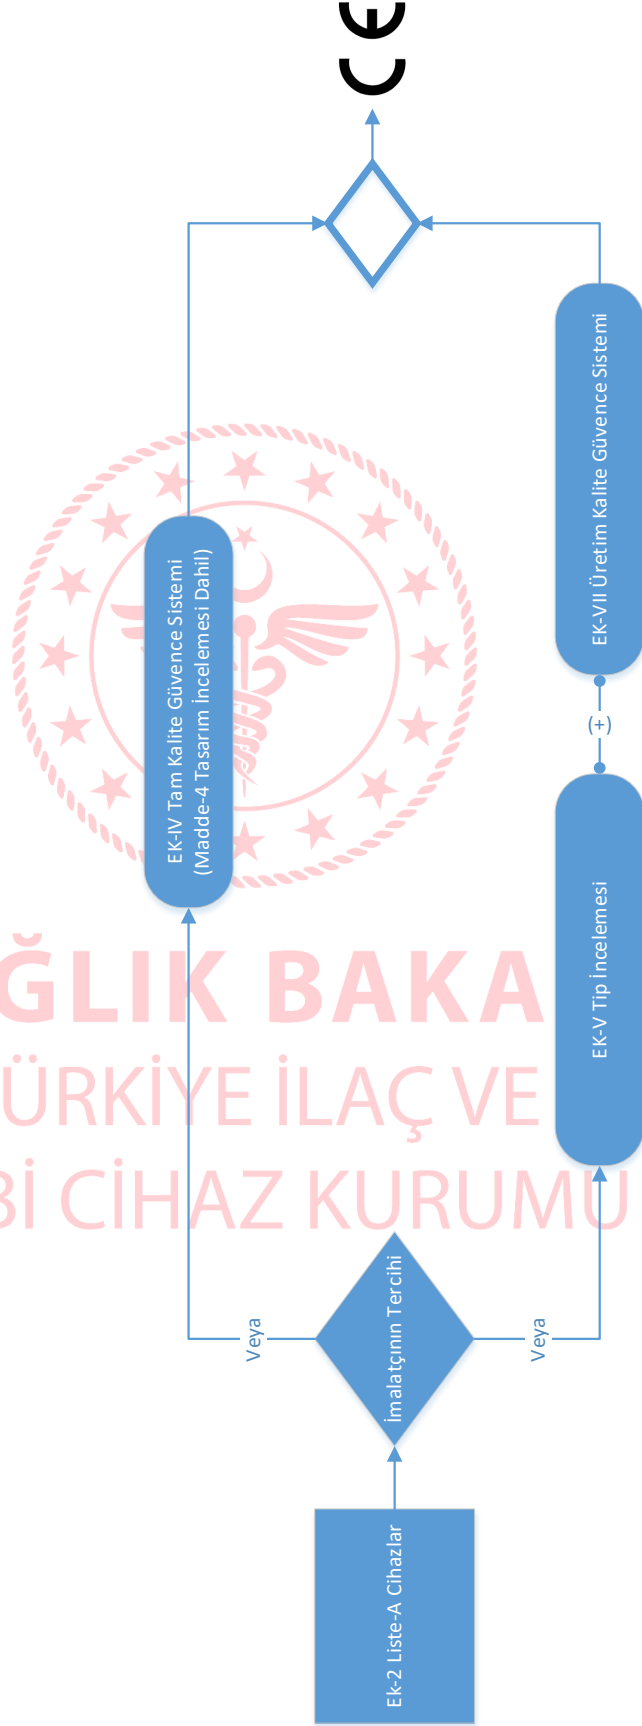 Ek-2 Liste-A Cihazlar
İmalatçının Tercihi
Veya
Veya
EK-IV Tam Kalite Güvence Sistemi
(Madde-4 Tasarım İncelemesi Dahil)
EK-V Tip İncelemesi
(+)
EK-VII Üretim Kalite Güvence Sistemi
CE
ĞLIK BAKA
ÜRKİYE İLAÇ VE
Bİ CİHAZ KURUMU